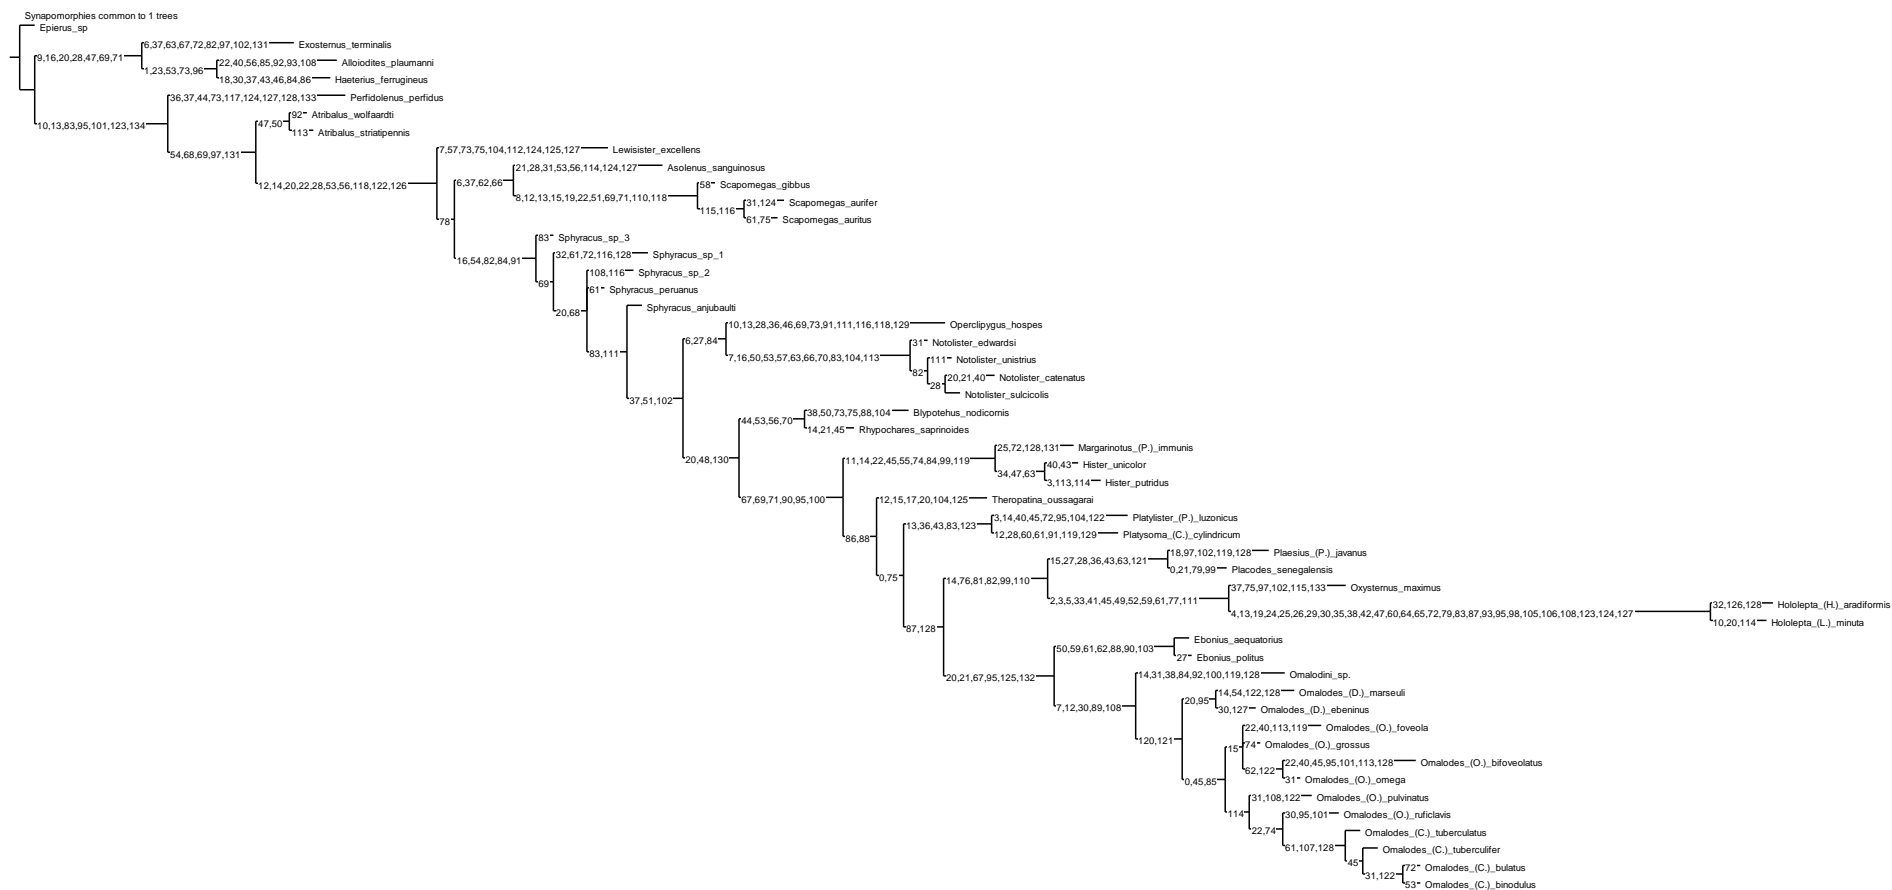 Synapomorphies common to 1 trees
Epierus_sp
6,37,63,67,72,82,97,102,131 Exosternus_terminalis
9,16,20,28,47,69,71
22,40,56,85,92,93,108 Alloiodites_plaumanni
1,23,53,73,96
18,30,37,43,46,84,86 Haeterius_ferrugineus
36,37,44,73,117,124,127,128,133 Perfidolenus_perfidus
92 Atribalus_wolfaardti
10,13,83,95,101,123,134
47,50
113 Atribalus_striatipennis
7,57,73,75,104,112,124,125,127 Lewisister_excellens
54,68,69,97,131
21,28,31,53,56,114,124,127 Asolenus_sanguinosus
12,14,20,22,28,53,56,118,122,126
6,37,62,66
58 Scapomegas_gibbus
8,12,13,15,19,22,51,69,71,110,118
31,124 Scapomegas_aurifer
115,116
61,75 Scapomegas_auritus
78
83 Sphyracus_sp_3
32,61,72,116,128 Sphyracus_sp_1
16,54,82,84,91
108,116 Sphyracus_sp_2
69
61 Sphyracus_peruanus
Sphyracus_anjubaulti
20,68
10,13,28,36,46,69,73,91,111,116,118,129 Operclipygus_hospes
6,27,84
31 Notolister_edwardsi
83,111
7,16,50,53,57,63,66,70,83,104,113
111 Notolister_unistrius
82
20,21,40 Notolister_catenatus
28
Notolister_sulcicolis
37,51,102
38,50,73,75,88,104 Blypotehus_nodicornis
44,53,56,70
14,21,45 Rhypochares_saprinoides
25,72,128,131 Margarinotus_(P.)_immunis
20,48,130
11,14,22,45,55,74,84,99,119
40,43 Hister_unicolor
34,47,63
3,113,114 Hister_putridus
67,69,71,90,95,100
12,15,17,20,104,125 Theropatina_oussagarai
3,14,40,45,72,95,104,122 Platylister_(P.)_luzonicus
13,36,43,83,123
12,28,60,61,91,119,129 Platysoma_(C.)_cylindricum
86,88
18,97,102,119,128 Plaesius_(P.)_javanus
15,27,28,36,43,63,121
0,21,79,99 Placodes_senegalensis
0,75
14,76,81,82,99,110
37,75,97,102,115,133 Oxysternus_maximus
2,3,5,33,41,45,49,52,59,61,77,111
32,126,128 Hololepta_(H.)_aradiformis
4,13,19,24,25,26,29,30,35,38,42,47,60,64,65,72,79,83,87,93,95,98,105,106,108,123,124,127
10,20,114 Hololepta_(L.)_minuta
87,128
Ebonius_aequatorius
50,59,61,62,88,90,103
27 Ebonius_politus
20,21,67,95,125,132
14,31,38,84,92,100,119,128 Omalodini_sp.
14,54,122,128 Omalodes_(D.)_marseuli
20,95
7,12,30,89,108
30,127 Omalodes_(D.)_ebeninus
22,40,113,119 Omalodes_(O.)_foveola
120,121
15
74 Omalodes_(O.)_grossus
22,40,45,95,101,113,128 Omalodes_(O.)_bifoveolatus
62,122
0,45,85
31 Omalodes_(O.)_omega
31,108,122 Omalodes_(O.)_pulvinatus
114
30,95,101 Omalodes_(O.)_ruficlavis
22,74
Omalodes_(C.)_tuberculatus
61,107,128
Omalodes_(C.)_tuberculifer
45
72 Omalodes_(C.)_bulatus
31,122
53 Omalodes_(C.)_binodulus